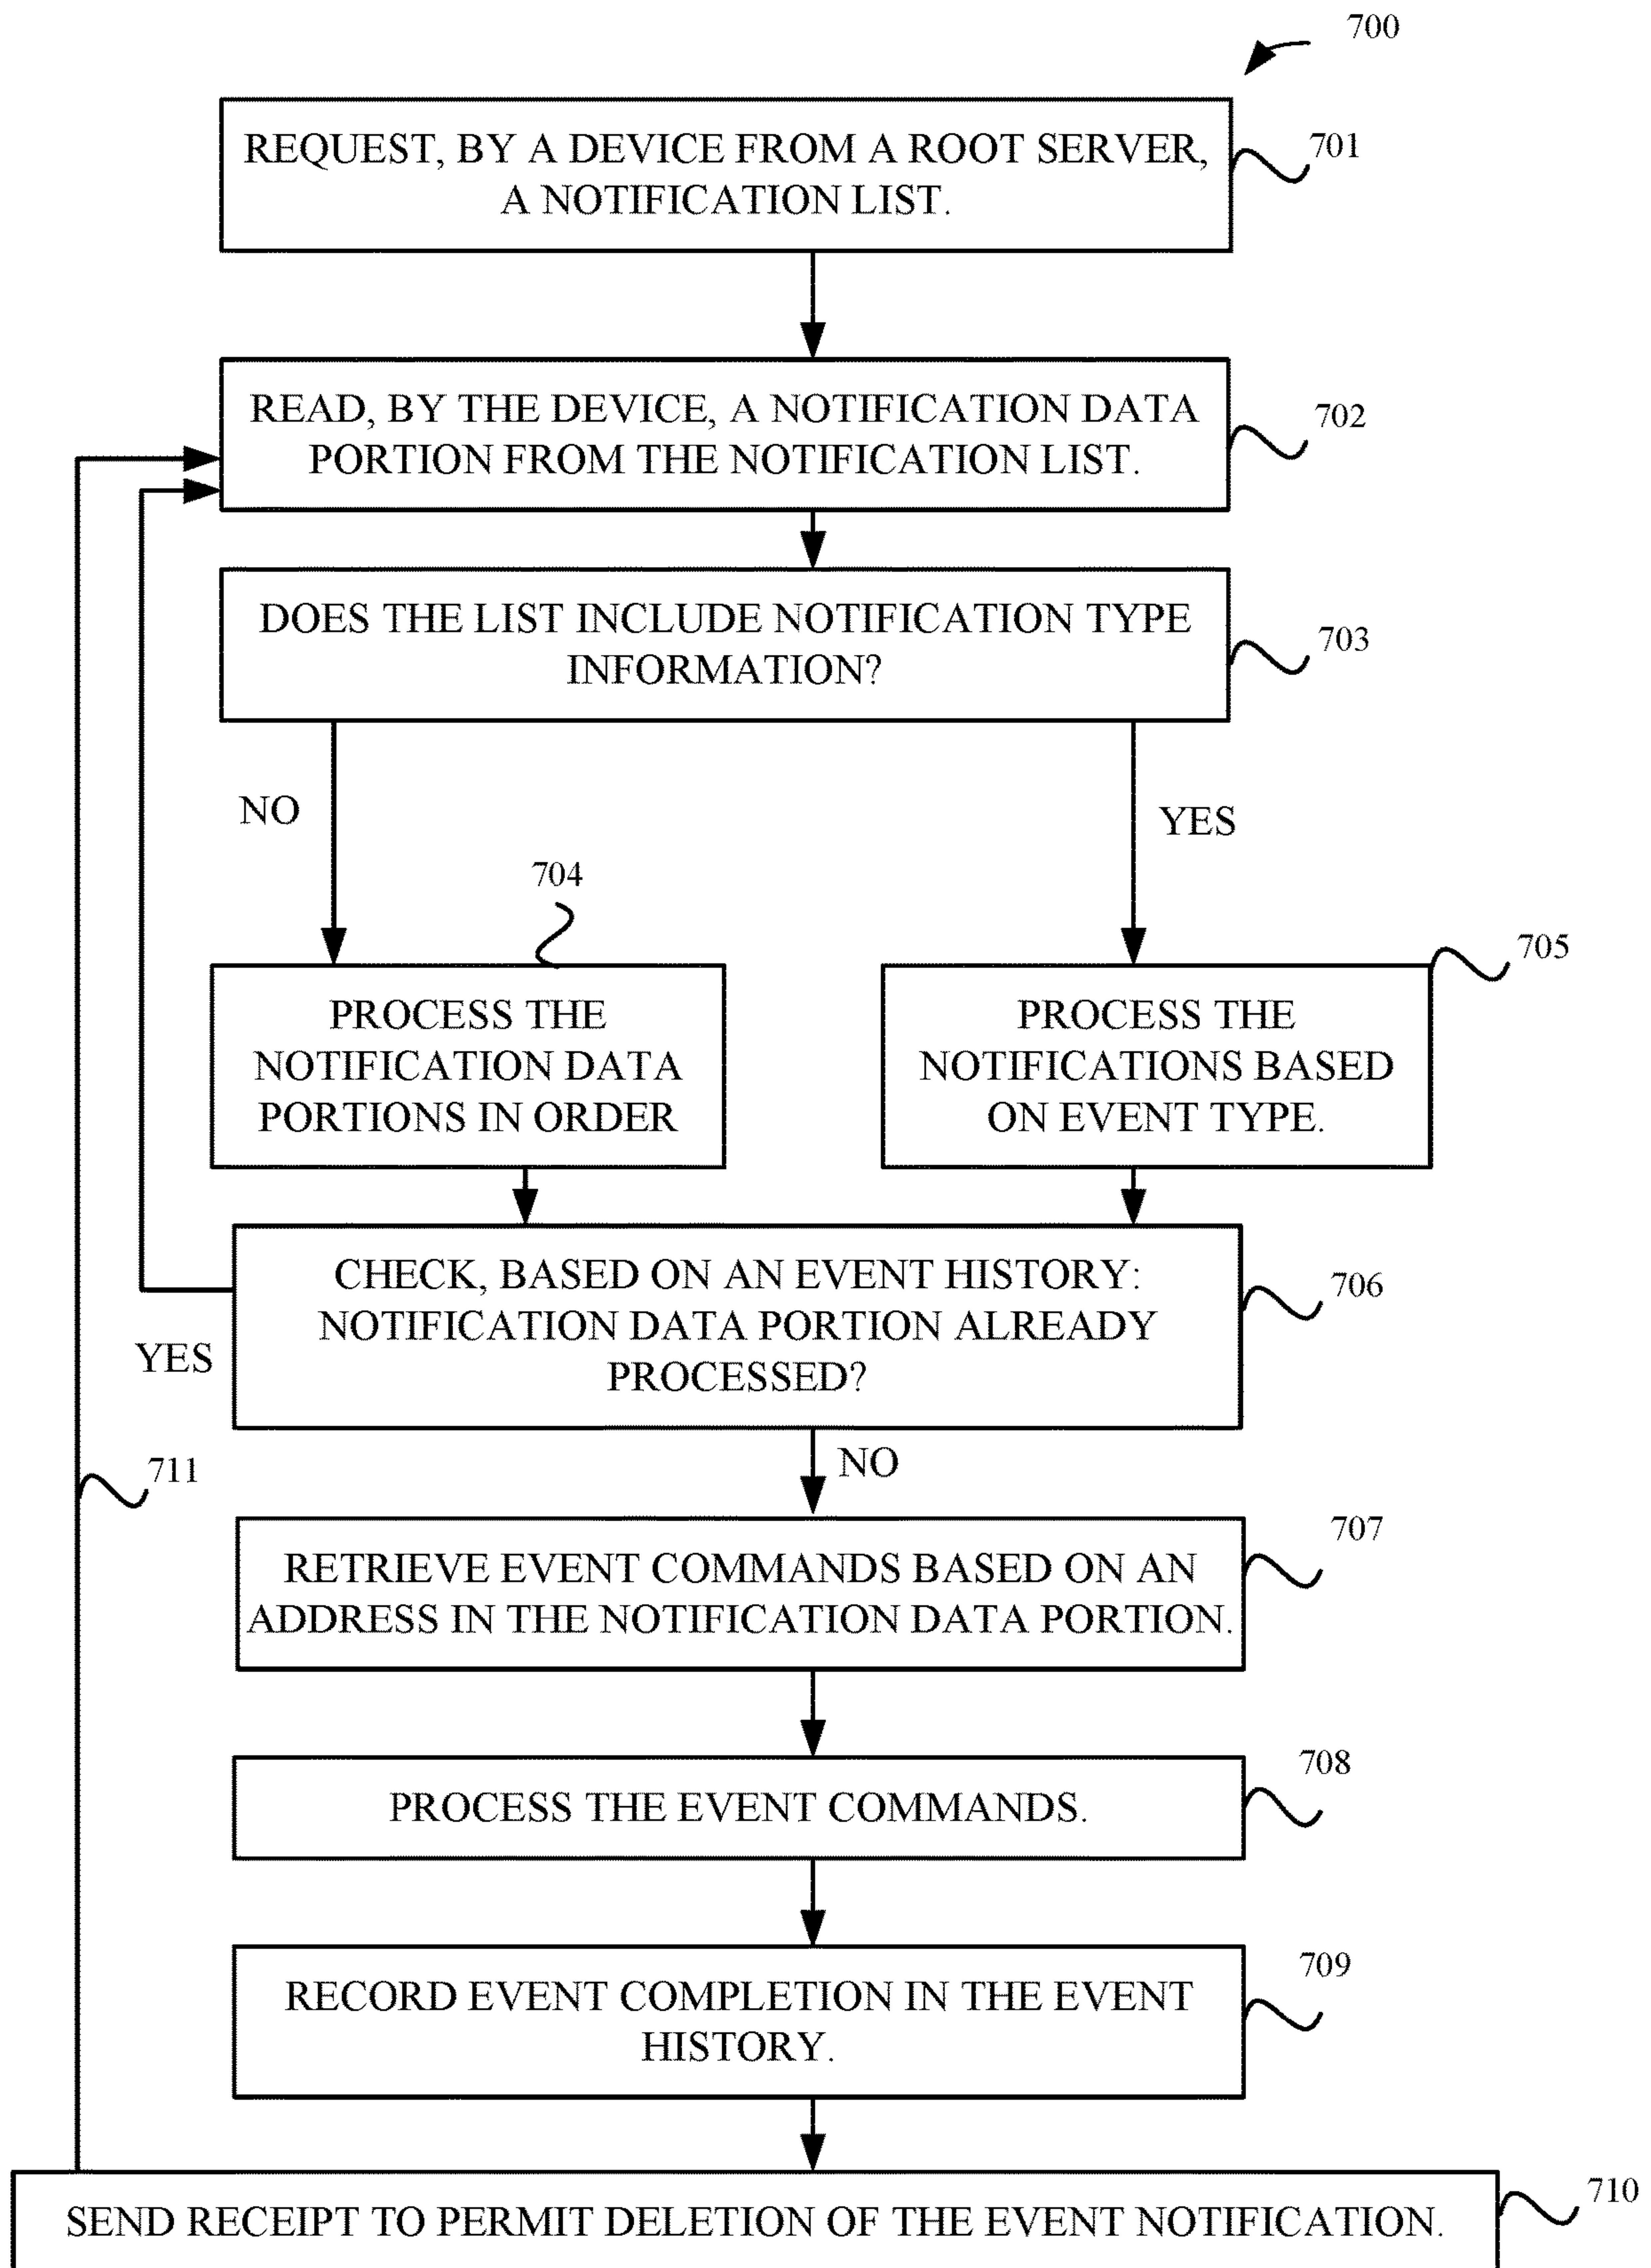 700
REQUEST, BY A DEVICE FROM A ROOT SERVER,
A NOTIFICATION LIST.
701
READ, BY THE DEVICE, A NOTIFICATION DATA
PORTION FROM THE NOTIFICATION LIST.
702
DOES THE LIST INCLUDE NOTIFICATION TYPE
INFORMATION?
703
NO
YES
704
705
PROCESS THE
NOTIFICATION DATA
PORTIONS IN ORDER
PROCESS THE
NOTIFICATIONS BASED
ON EVENT TYPE.
CHECK, BASED ON AN EVENT HISTORY:
NOTIFICATION DATA PORTION ALREADY
PROCESSED?
706
YES
NO
711
707
RETRIEVE EVENT COMMANDS BASED ON AN
ADDRESS IN THE NOTIFICATION DATA PORTION.
708
PROCESS THE EVENT COMMANDS.
709
RECORD EVENT COMPLETION IN THE EVENT
HISTORY.
710
SEND RECEIPT TO PERMIT DELETION OF THE EVENT NOTIFICATION.